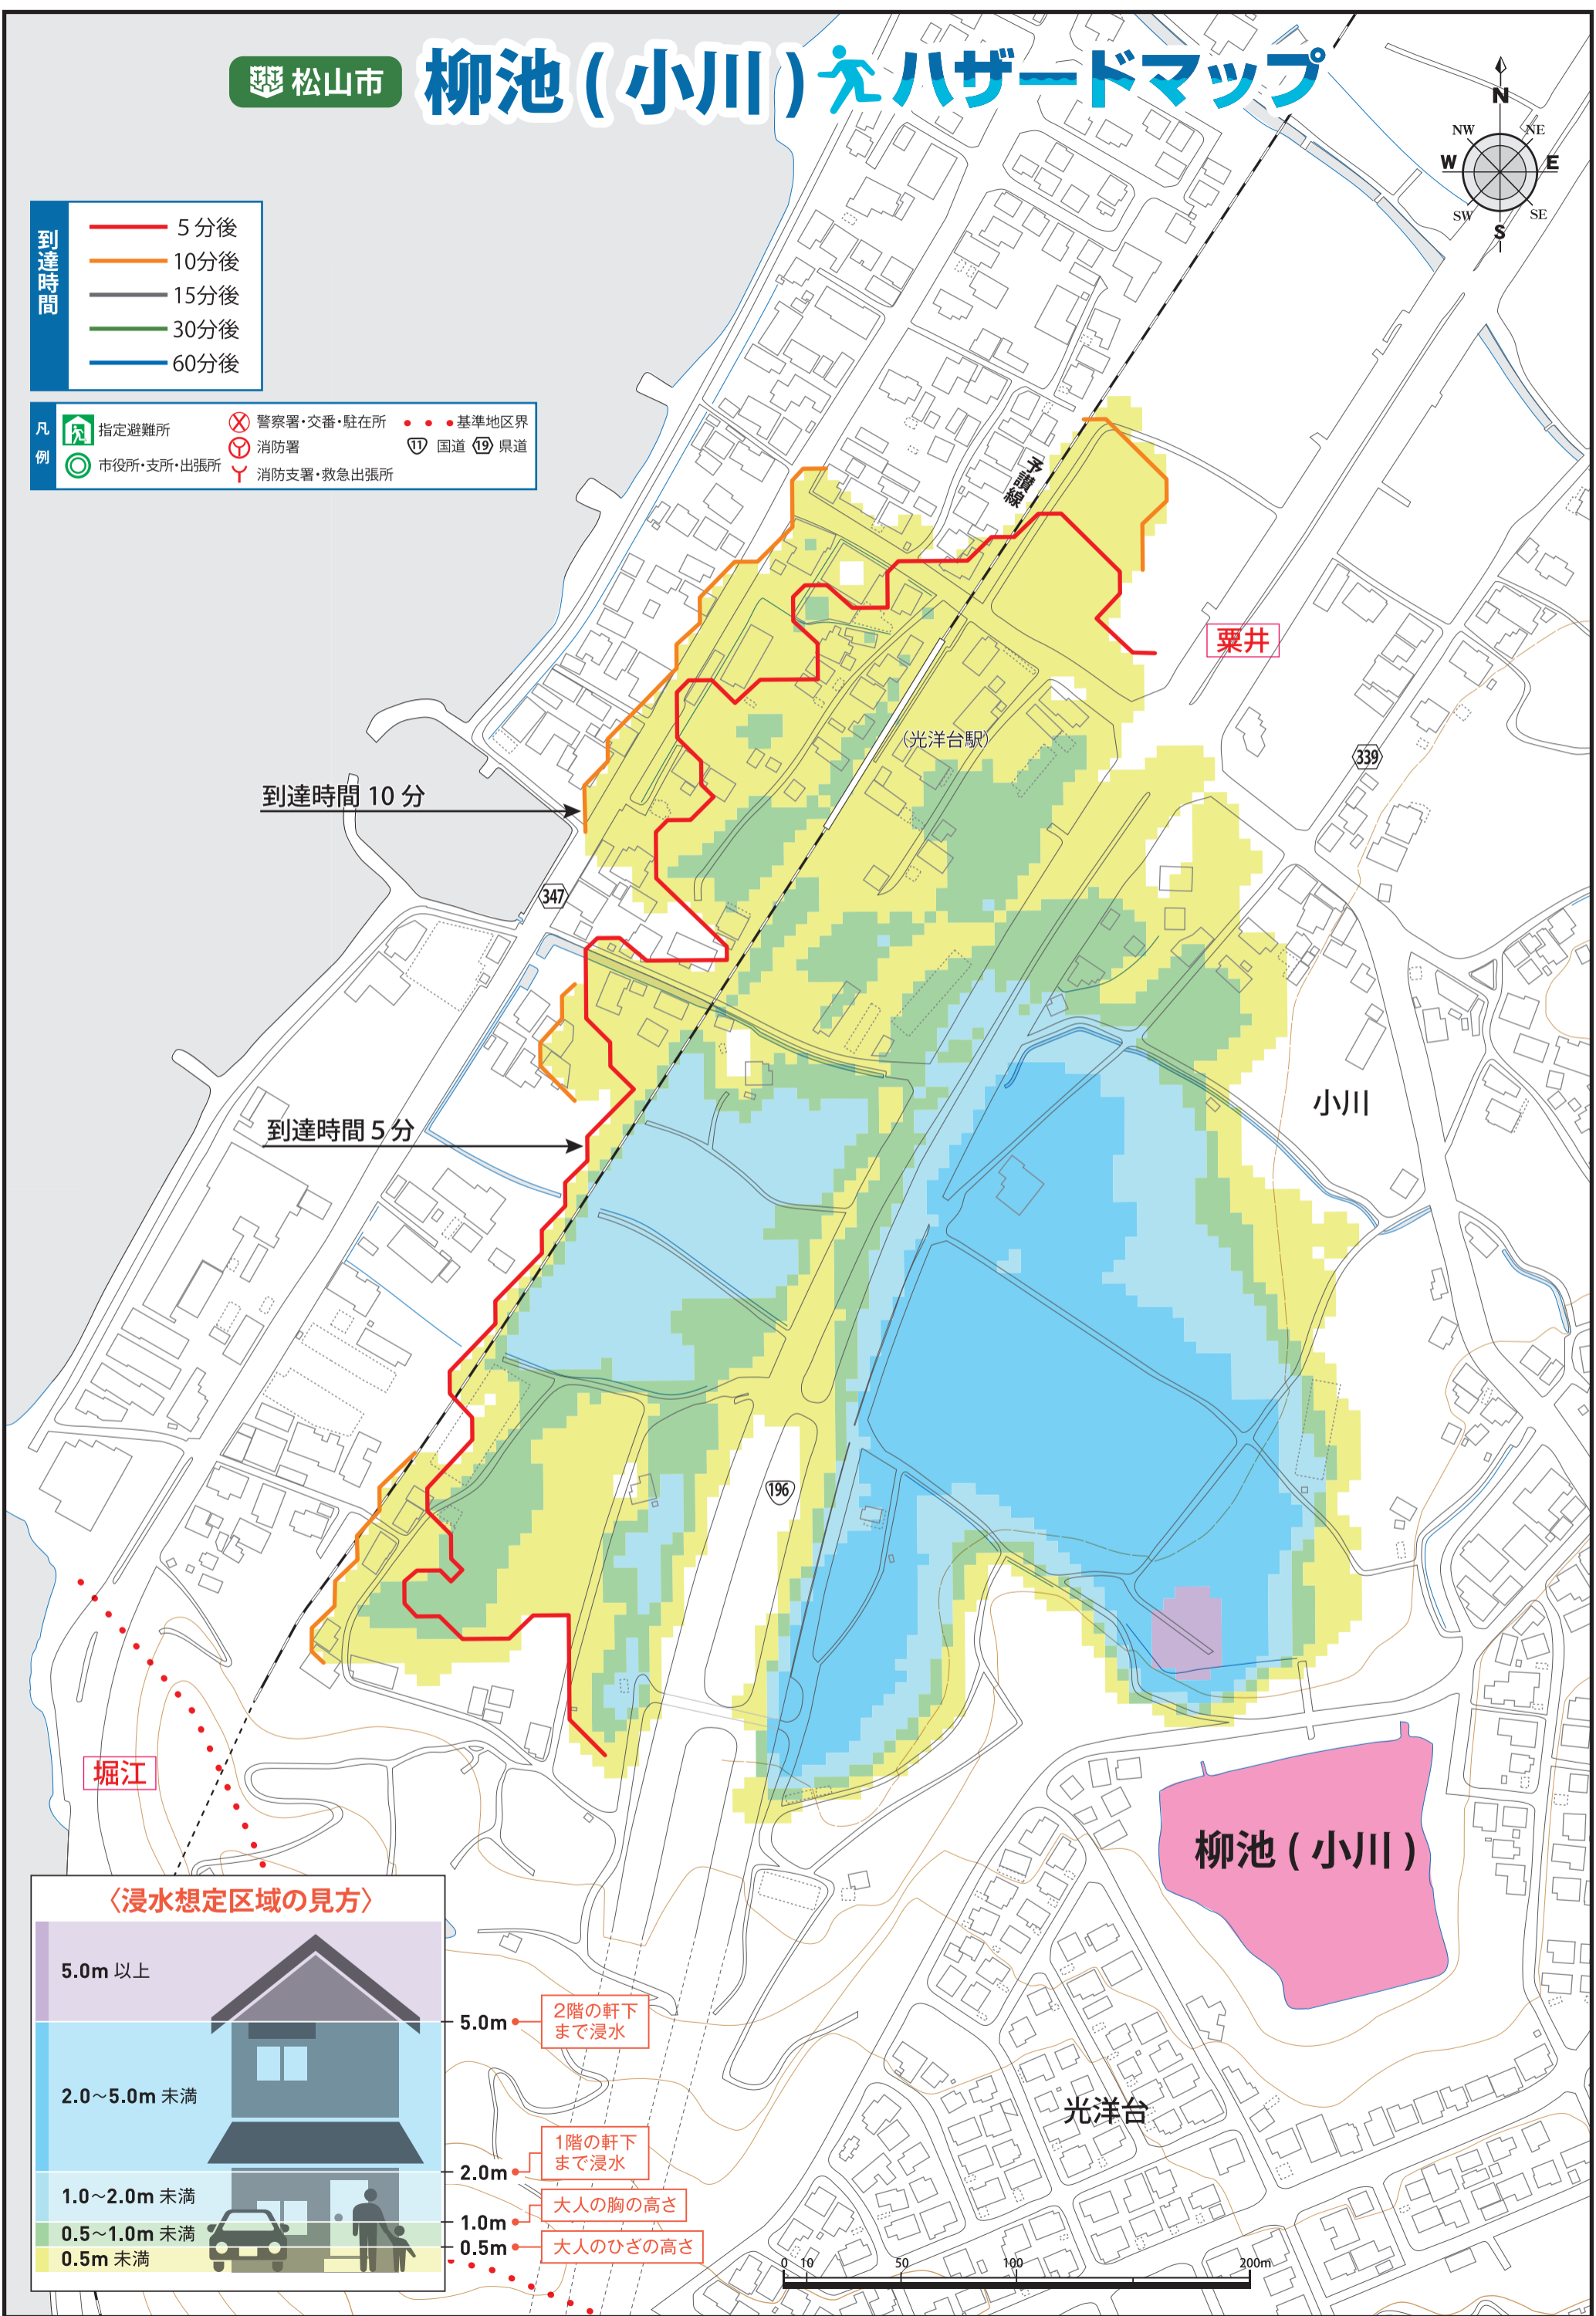 松山市
柳池(小川)ハザードマップ
N
NW
NE
W
E
SW
SE
S
到達時間
5分後
10分後
15分後
30分後
60分後
凡例
指定避難所
市役所・支所・出張所
警察署・交番・駐在所
消防署
消防支署・救急出張所
基準地区界
11 国道 19 県道
予讃線
粟井
(光洋台駅)
339
到達時間 10 分
347
小川
到達時間 5 分
196
堀江
柳池(小川)
光洋台
〈浸水想定区域の見方〉
5.0m 以上
2.0～5.0m 未満
1.0～2.0m 未満
0.5～1.0m 未満
0.5m 未満
5.0m
2階の軒下
まで浸水
2.0m
1階の軒下
まで浸水
1.0m
大人の胸の高さ
0.5m
大人のひざの高さ
0 10 50 100 200m